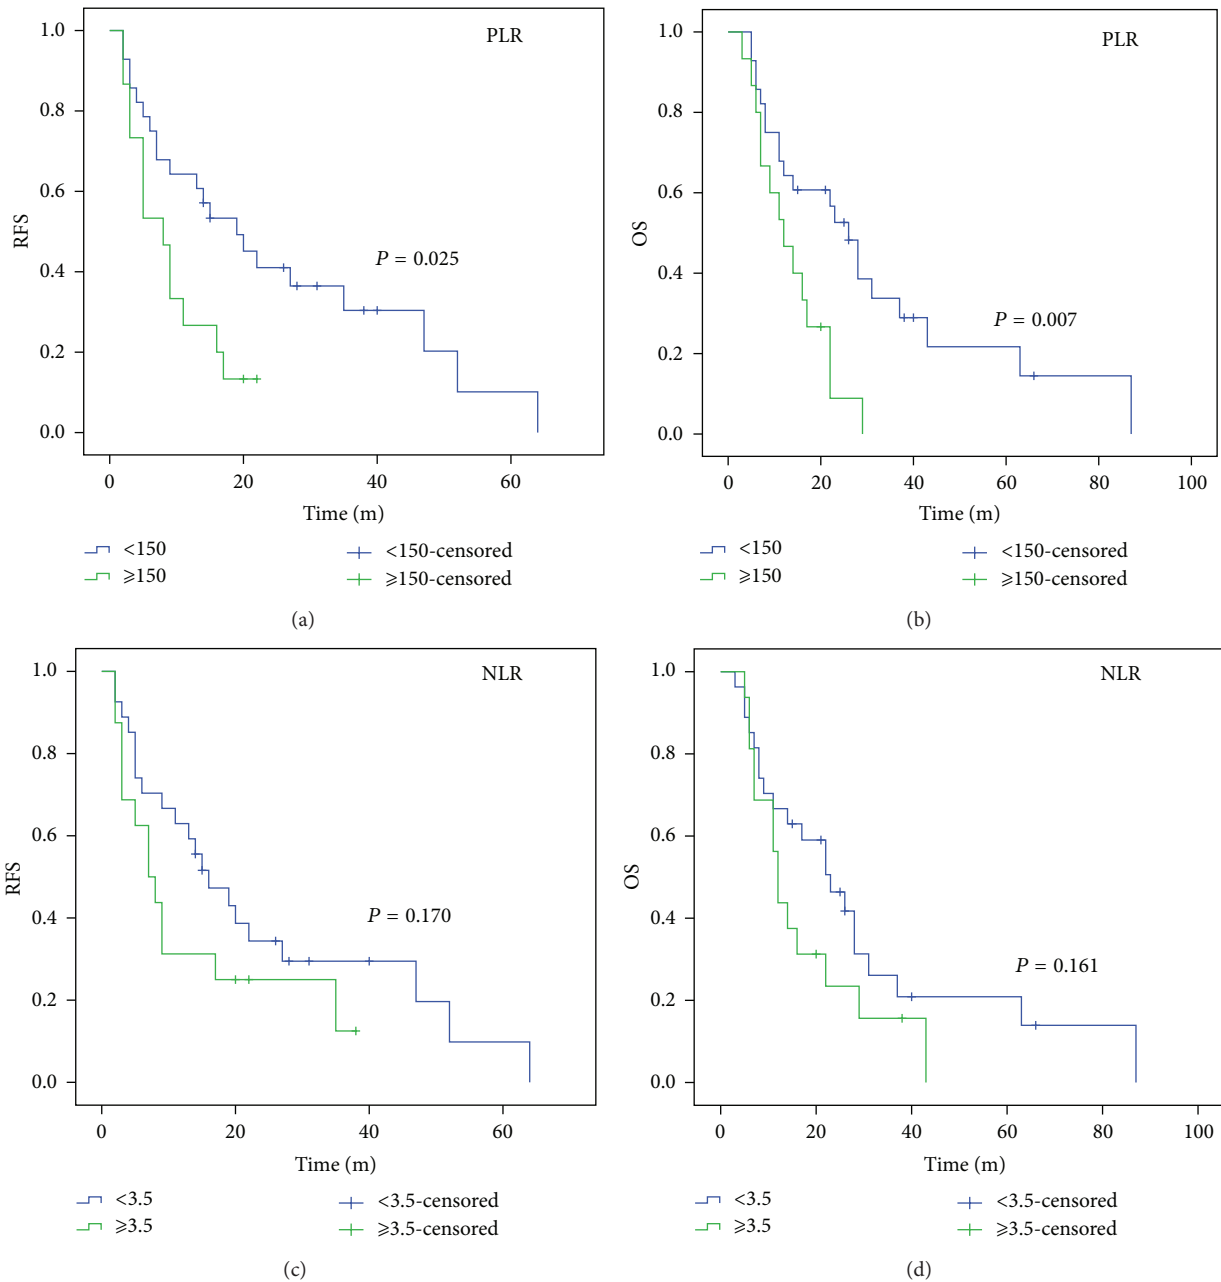 PLR
1.0
0.8
0.6
0.4
0.2
0.0
RFS
P = 0.025
0 20 40 60
Time (m)
<150 <150-censored
⩾150 ⩾150-censored
(a)
PLR
1.0
0.8
0.6
0.4
0.2
0.0
OS
P = 0.007
0 20 40 60 80 100
Time (m)
<150 <150-censored
⩾150 ⩾150-censored
(b)
NLR
1.0
0.8
0.6
0.4
0.2
0.0
RFS
P = 0.170
0 20 40 60
Time (m)
<3.5 <3.5-censored
⩾3.5 ⩾3.5-censored
(c)
NLR
1.0
0.8
0.6
0.4
0.2
0.0
OS
P = 0.161
0 20 40 60 80 100
Time (m)
<3.5 <3.5-censored
⩾3.5 ⩾3.5-censored
(d)